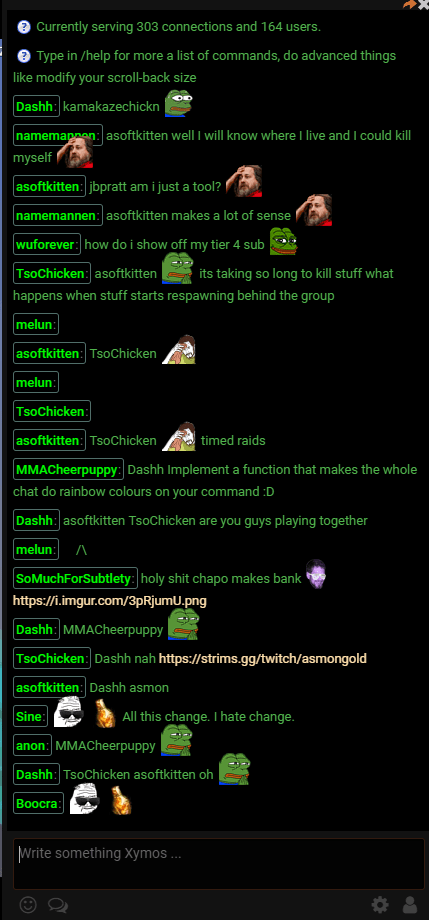 Currently serving 303 connections and 164 users.
Type in /help for more a list of commands, do advanced things
like modify your scroll-back size
Dashh: kamakazechickn
namemannen: asoftkitten well I will know where I live and I could kill
myself
asoftkitten: jbpratt am i just a tool?
namemannen: asoftkitten makes a lot of sense
wuforever: how do i show off my tier 4 sub
TsoChicken: asoftkitten its taking so long to kill stuff what
happens when stuff starts respawning behind the group
melun:
asoftkitten: TsoChicken
melun:
TsoChicken:
asoftkitten: TsoChicken timed raids
MMACheerpuppy: Dashh Implement a function that makes the whole
chat do rainbow colours on your command :D
Dashh: asoftkitten TsoChicken are you guys playing together
melun: /\
SoMuchForSubtlety: holy shit chapo makes bank
https://i.imgur.com/3pRjumU.png
Dashh: MMACheerpuppy
TsoChicken: Dashh nah https://strims.gg/twitch/asmongold
asoftkitten: Dashh asmon
Sine: All this change. I hate change.
anon: MMACheerpuppy
Dashh: TsoChicken asoftkitten oh
Boocra:
Write something Xymos ...